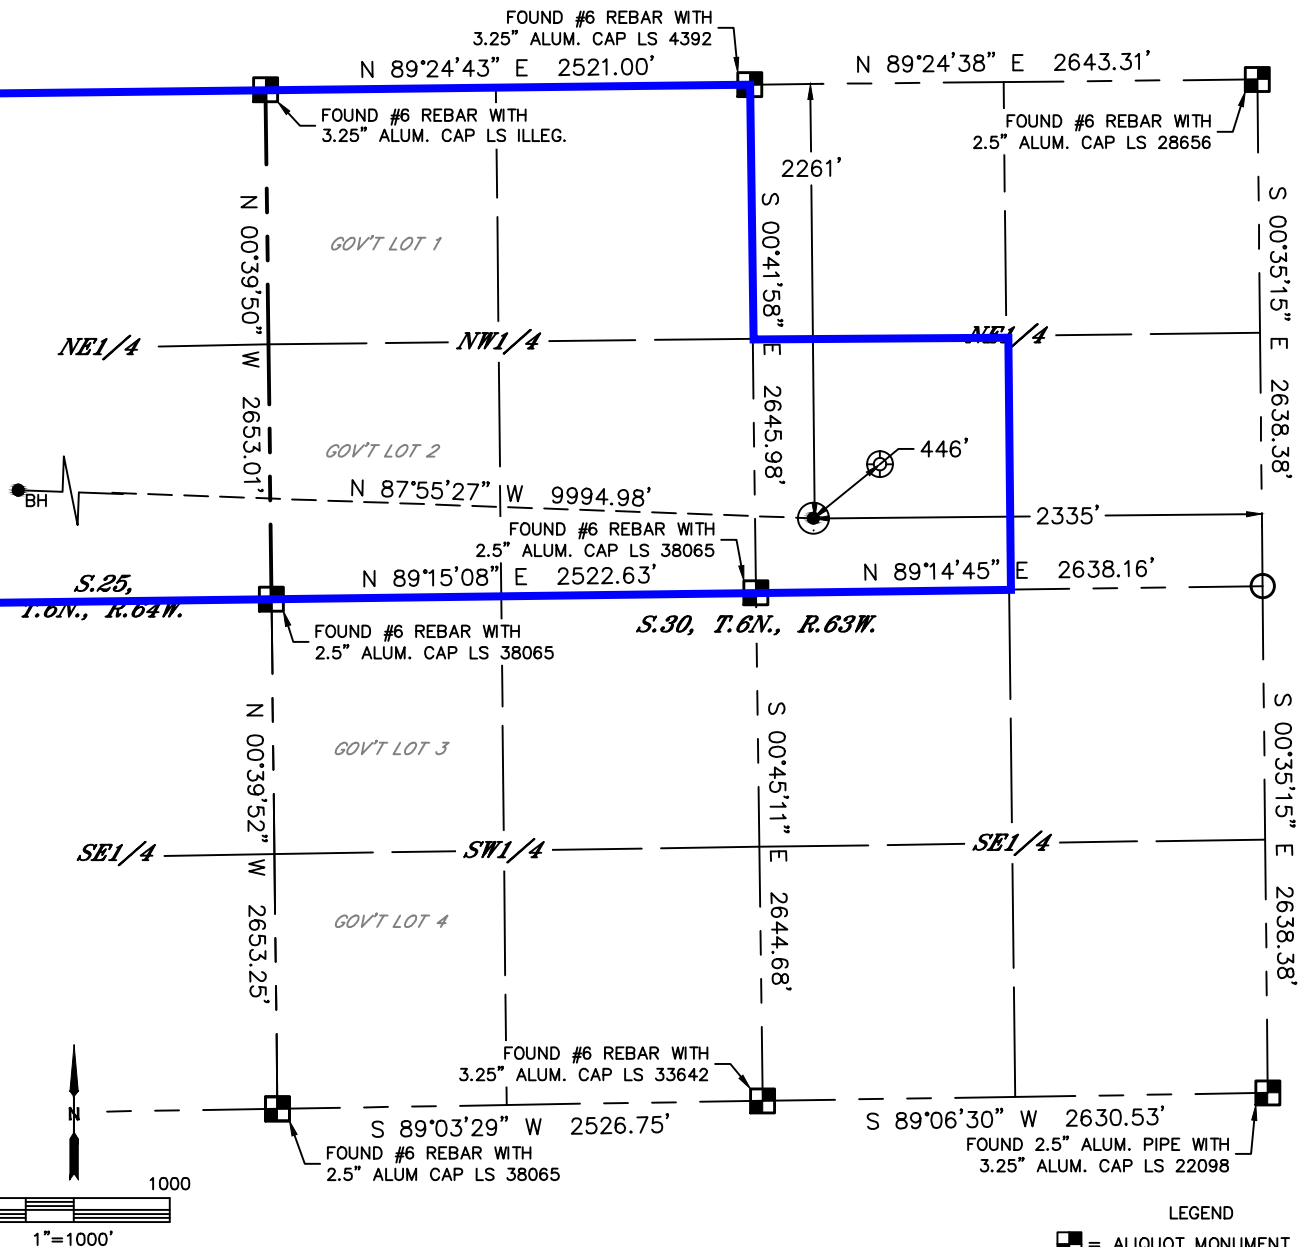 FOUND #6 REBAR WITH
3.25" ALUM. CAP LS 4392
N 89°24'43" E 2521.00'
N 89°24'38" E 2643.31'
FOUND #6 REBAR WITH
3.25" ALUM. CAP LS ILLEG.
FOUND #6 REBAR WITH
2.5" ALUM. CAP LS 28656
2261'
N 00°39'50" W 2653.01'
GOV'T LOT 1
S 00°41'58" E 2645.98'
S 00°35'15" E 2638.38'
NE1/4
NW1/4
NE1/4
GOV'T LOT 2
446'
BH
N 87°55'27" W 9994.98'
2335'
FOUND #6 REBAR WITH
2.5" ALUM. CAP LS 38065
N 89°15'08" E 2522.63'
N 89°14'45" E 2638.16'
S.25,
T.6N., R.64W.
S.30, T.6N., R.63W.
FOUND #6 REBAR WITH
2.5" ALUM. CAP LS 38065
N 00°39'52" W 2653.25'
GOV'T LOT 3
S 00°45'11" E 2644.68'
S 00°35'15" E 2638.38'
SE1/4
SW1/4
SE1/4
GOV'T LOT 4
FOUND #6 REBAR WITH
3.25" ALUM. CAP LS 33642
N
S 89°03'29" W 2526.75'
S 89°06'30" W 2630.53'
FOUND #6 REBAR WITH
2.5" ALUM CAP LS 38065
FOUND 2.5" ALUM. PIPE WITH
3.25" ALUM. CAP LS 22098
1000
1"=1000'
LEGEND
= ALIQUOT MONUMENT